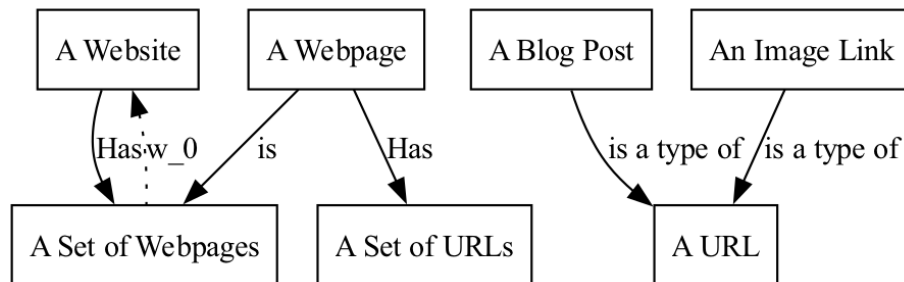 A Website
A Webpage
A Blog Post
An Image Link
Has
w_0
is
Has
is a type of
is a type of
A Set of Webpages
A Set of URLs
A URL